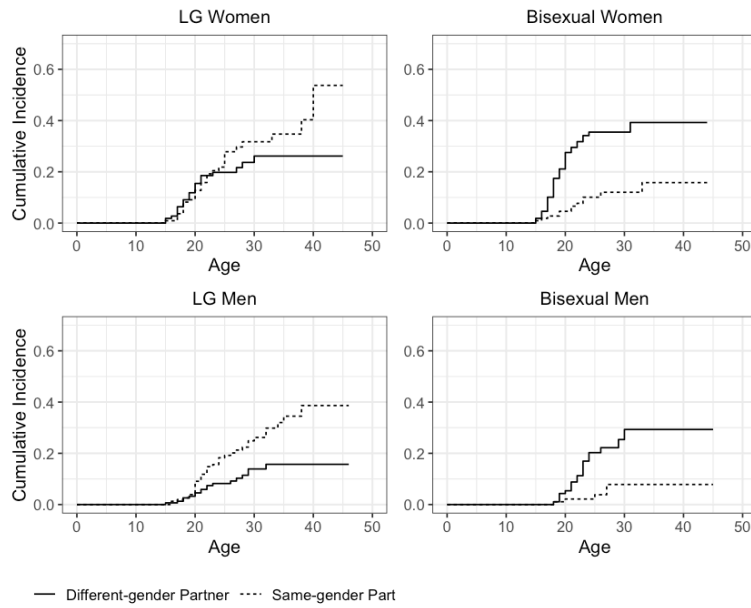 LG Women
Bisexual Women
Cumulative Incidence
0.6
0.4
0.2
0.0
0 10 20 30 40 50
Age
0.6
0.4
0.2
0.0
0 10 20 30 40 50
Age
LG Men
Bisexual Men
Cumulative Incidence
0.6
0.4
0.2
0.0
0 10 20 30 40 50
Age
0.6
0.4
0.2
0.0
0 10 20 30 40 50
Age
Different-gender Partner Same-gender Part